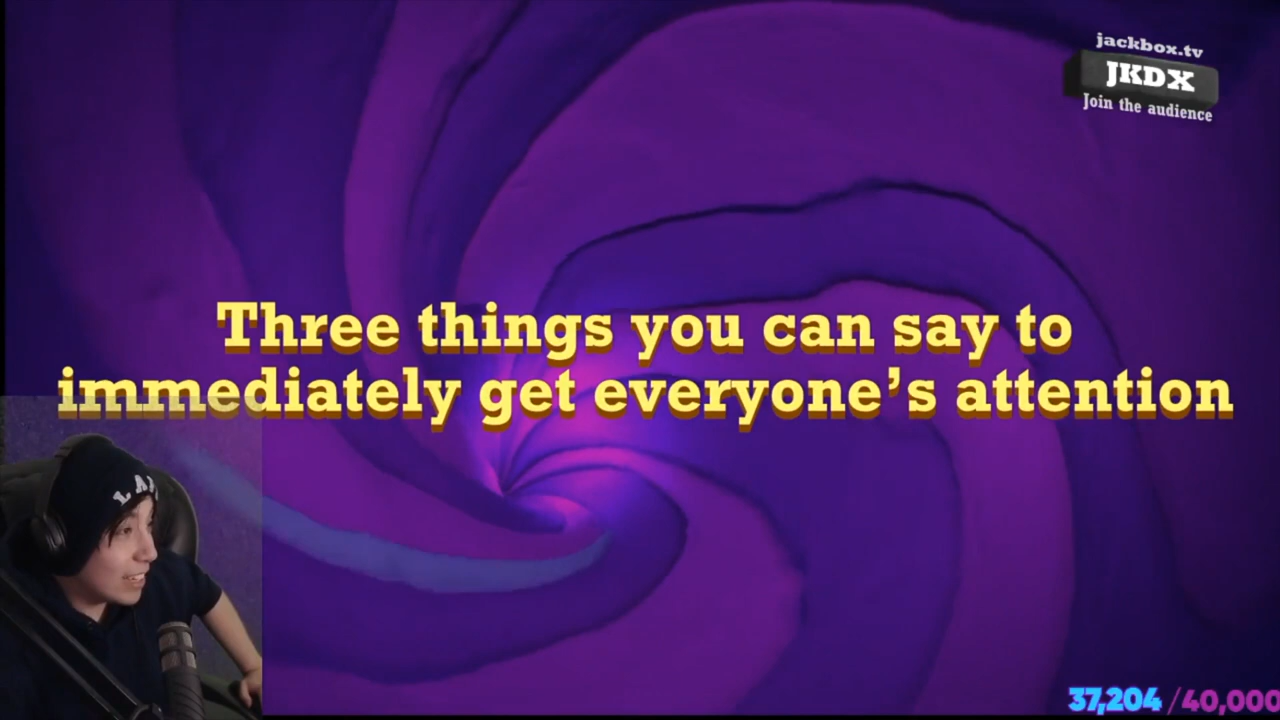 jackbox.tv
JKDX
Join the audience
Three things you can say to
immediately get everyone’s attention
37,204 /40,000